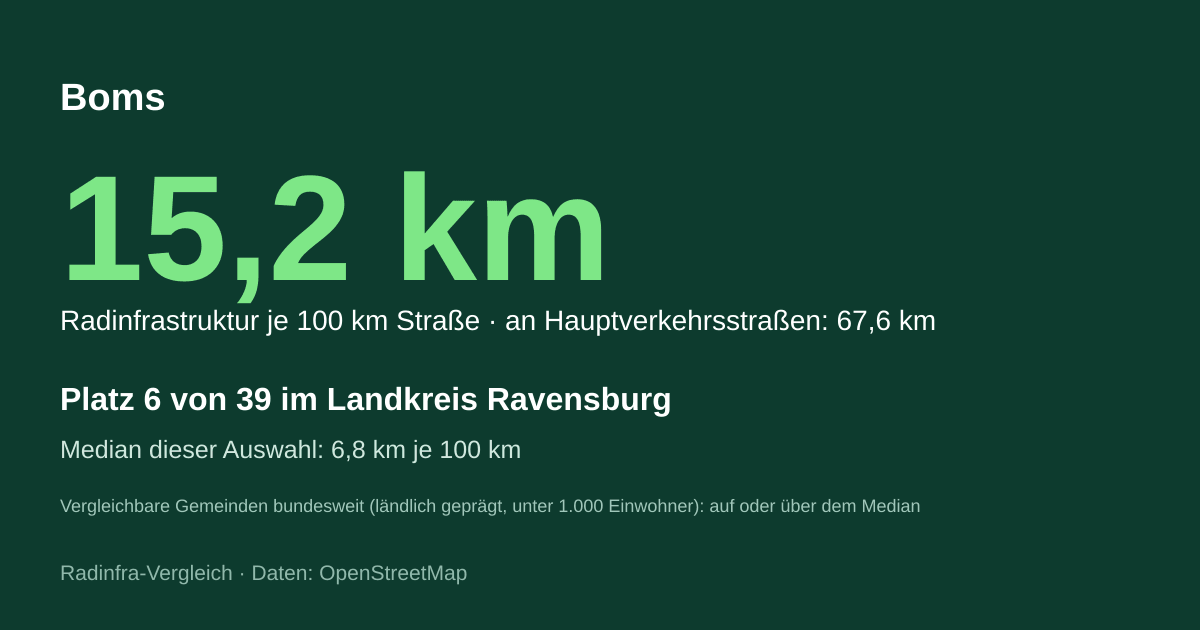 Boms
15,2 km
Radinfrastruktur je 100 km Straße · an Hauptverkehrsstraßen: 67,6 km
Platz 6 von 39 im Landkreis Ravensburg
Median dieser Auswahl: 6,8 km je 100 km
Vergleichbare Gemeinden bundesweit (ländlich geprägt, unter 1.000 Einwohner): auf oder über dem Median
Radinfra-Vergleich · Daten: OpenStreetMap